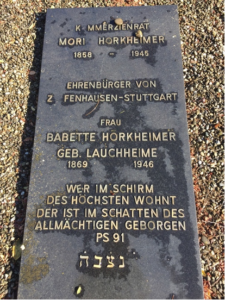 K MMERZIENRAT
MORI HORKHEIMER
1858 - 1945
EHRENBÜRGER VON
Z FENHAUSEN-STUTTGART
FRAU
BABETTE HORKHEIMER
GEB. LAUCHHEIME
1869 1946
WER IM SCHIRM
DES HÖCHSTEN WOHNT
DER IST IM SCHATTEN DES
ALLMÄCHTIGEN GEBORGEN
PS 91